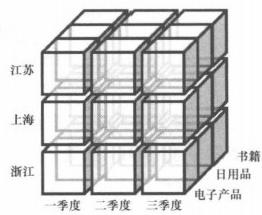 江苏
上海
浙江
书籍
日用品
电子产品
一季度 二季度 三季度